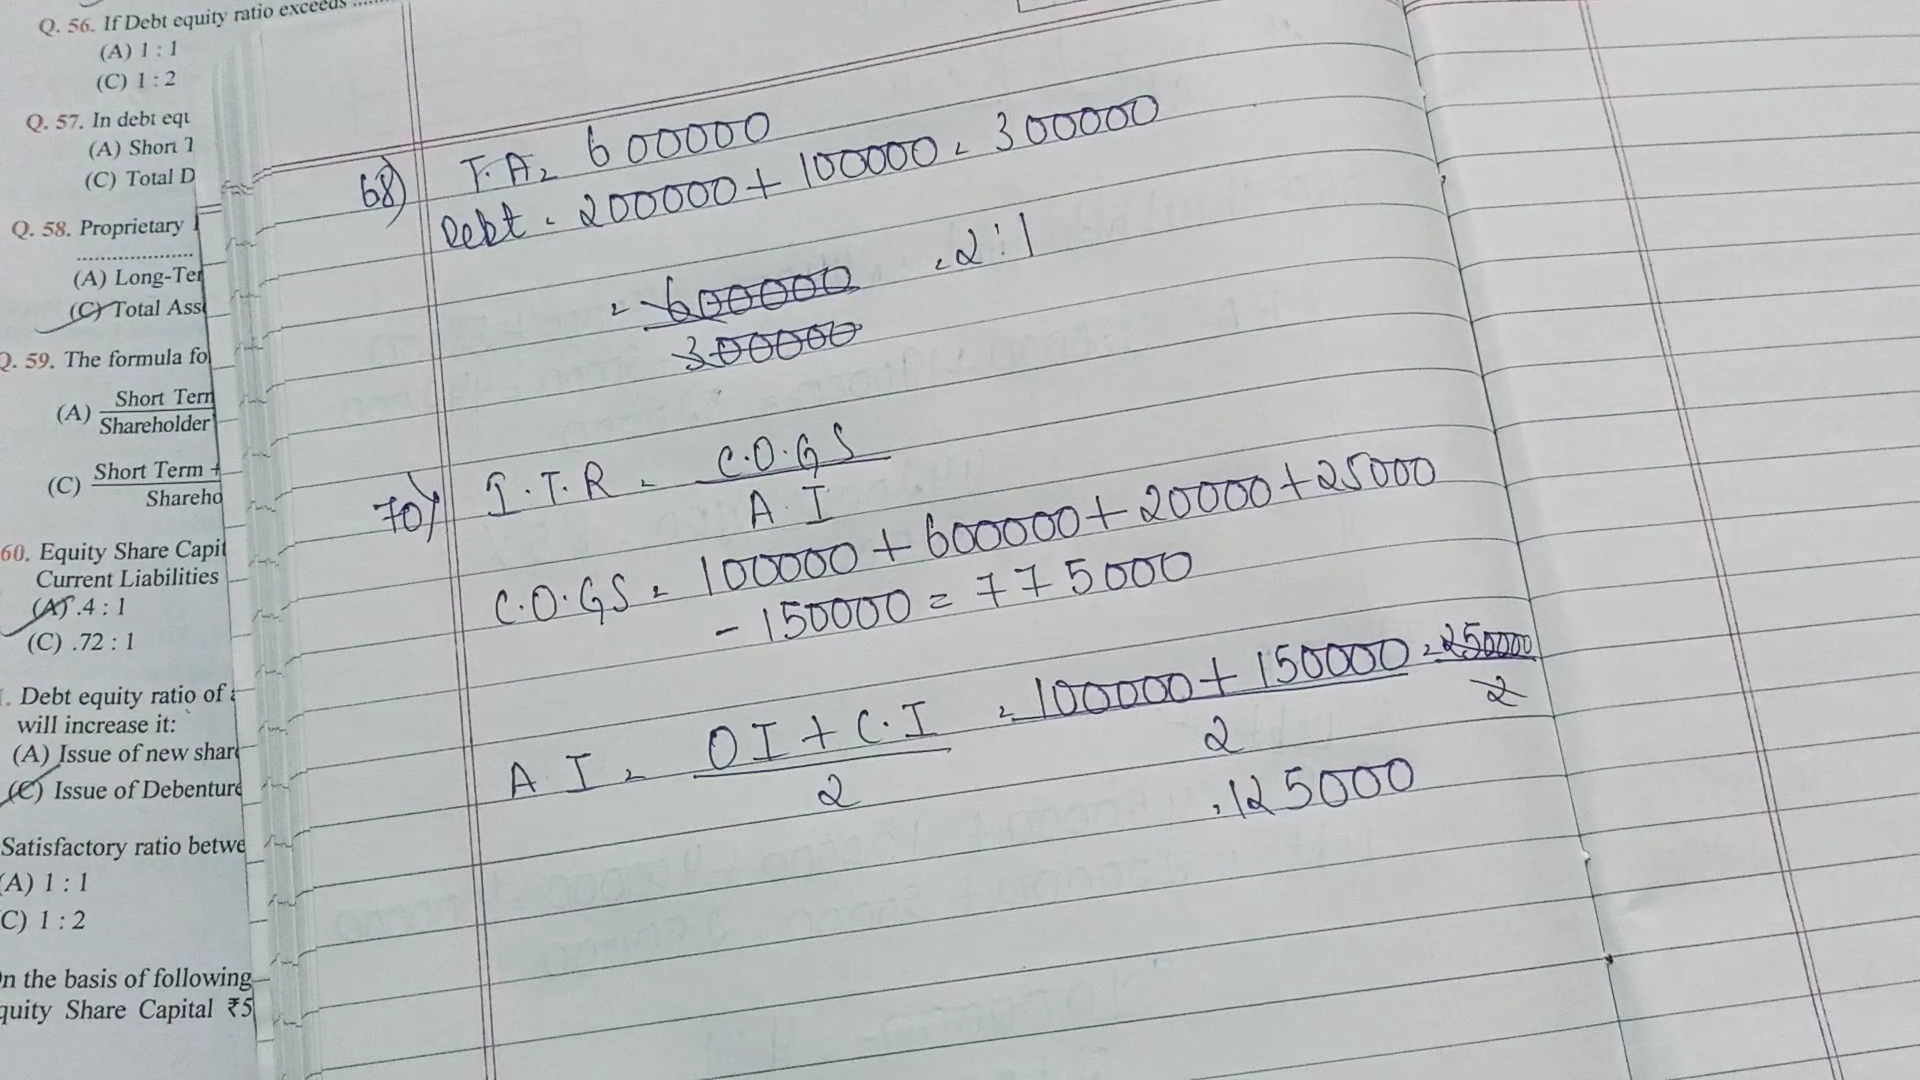 Q. 56. If Debt equity ratio exceeds ......
(A) 1 : 1
(C) 1 : 2
Q. 57. In debt equ
(A) Short T
(C) Total D
Q. 58. Proprietary
....................
(A) Long-Ter
(C) Total Ass
Q. 59. The formula fo
(A) Short Term
Shareholder
(C) Short Term +
Shareho
60. Equity Share Capit
Current Liabilities
(A) .4 : 1
(C) .72 : 1
. Debt equity ratio of
will increase it:
(A) Issue of new shar
(C) Issue of Debenture
Satisfactory ratio betwe
(A) 1 : 1
C) 1 : 2
On the basis of following
quity Share Capital ₹5
68) T.A = 600000
Debt = 200000 + 100000 = 300000
= 600000 = 2:1
300000
70) I.T.R = C.O.G.S
A.I
C.O.G.S = 100000 + 600000 + 20000 + 25000
- 150000 = 775000
A I = O I + C.I = 100000 + 150000 = 250000
2 2 2
= 125000